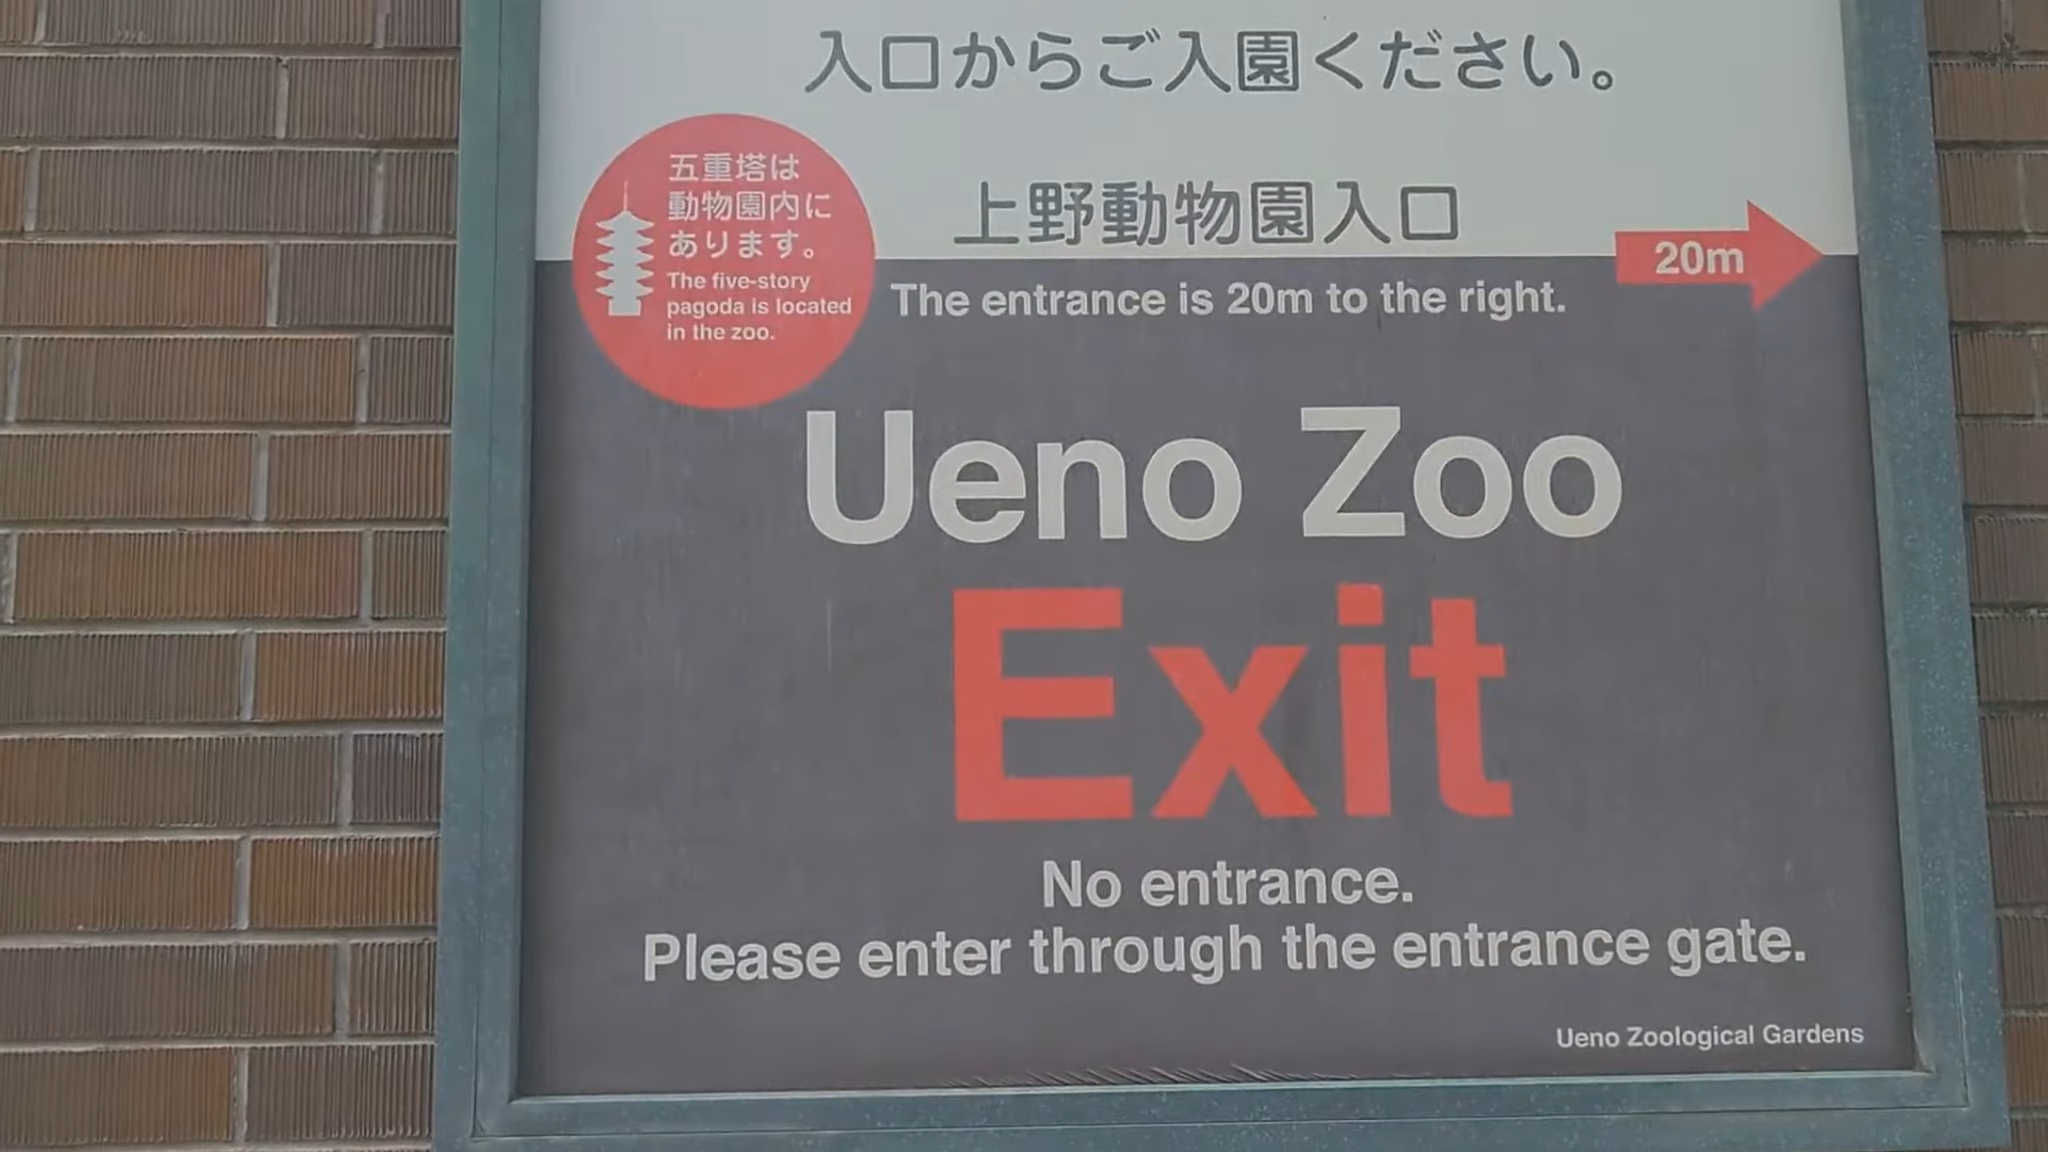 入口からご入園ください。
五重塔は
動物園内に
あります。
The five-story
pagoda is located
in the zoo.
上野動物園入口
20m
The entrance is 20m to the right.
Ueno Zoo
Exit
No entrance.
Please enter through the entrance gate.
Ueno Zoological Gardens